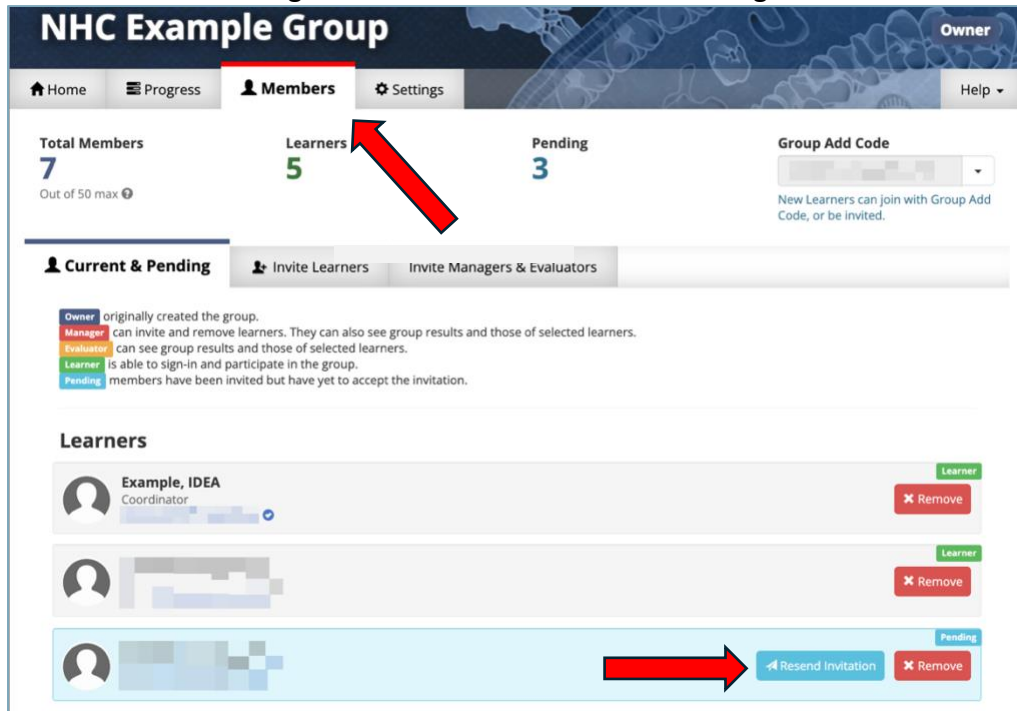 NHC Example Group
Owner
Home Progress Members Settings Help
Total Members Learners Pending Group Add Code
7 5 3
Out of 50 max
New Learners can join with Group Add
Code, or be invited.
Current & Pending Invite Learners Invite Managers & Evaluators
Owner originally created the group.
Manager can invite and remove learners. They can also see group results and those of selected learners.
Evaluator can see group results and those of selected learners.
Learner is able to sign-in and participate in the group.
Pending members have been invited but have yet to accept the invitation.
Learners
Learner
Example, IDEA
Coordinator
Remove
Learner
Remove
Pending
Resend Invitation Remove